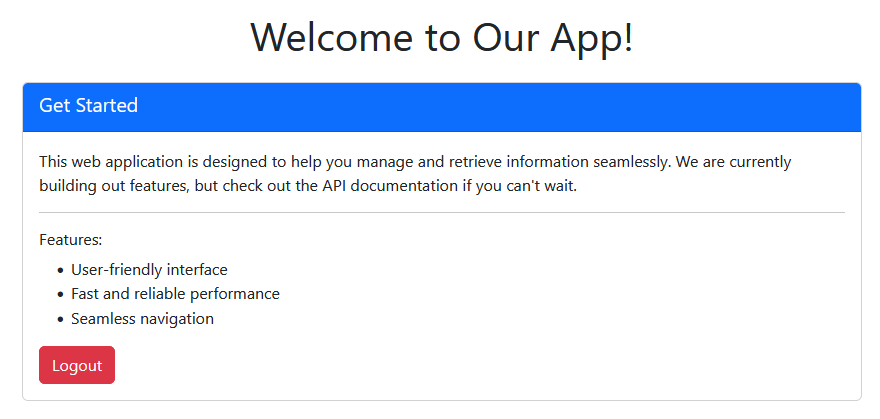 Welcome to Our App!
Get Started
This web application is designed to help you manage and retrieve information seamlessly. We are currently
building out features, but check out the API documentation if you can't wait.
Features:
• User-friendly interface
• Fast and reliable performance
• Seamless navigation
Logout